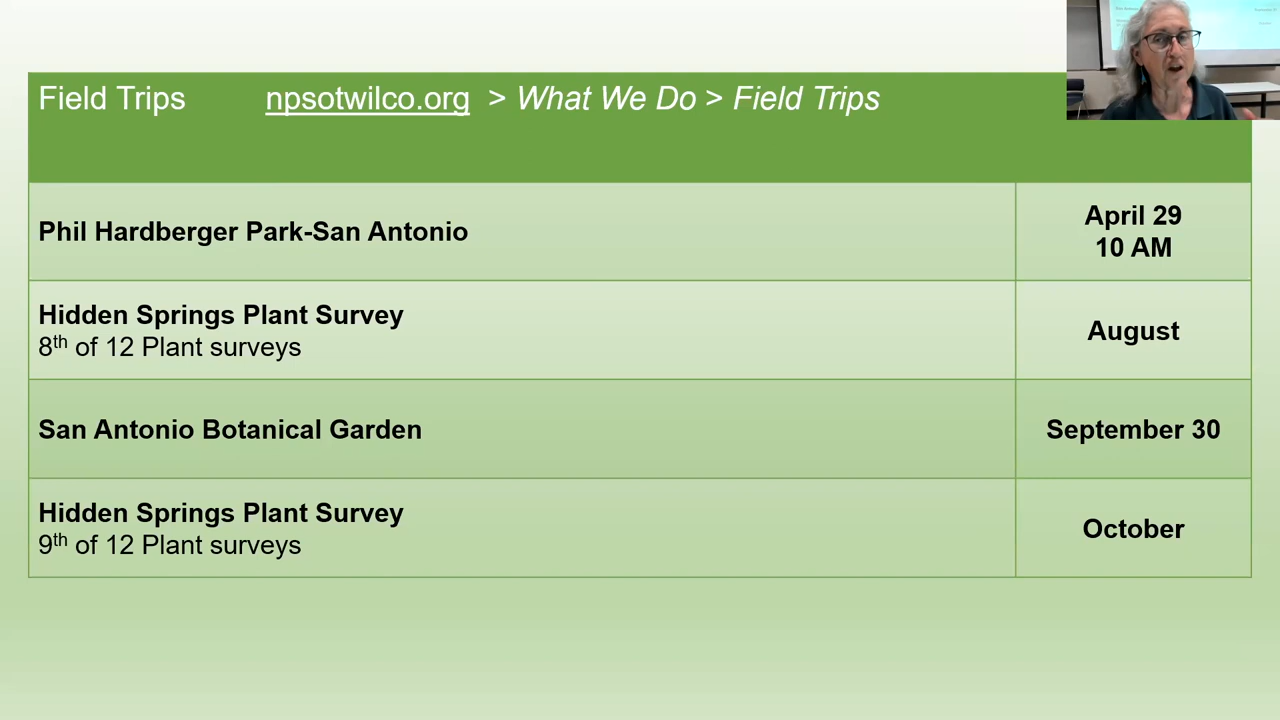 Field Trips npsotwilco.org > What We Do > Field Trips
Phil Hardberger Park-San Antonio
April 29
10 AM
Hidden Springs Plant Survey
8th of 12 Plant surveys
August
San Antonio Botanical Garden
September 30
Hidden Springs Plant Survey
9th of 12 Plant surveys
October